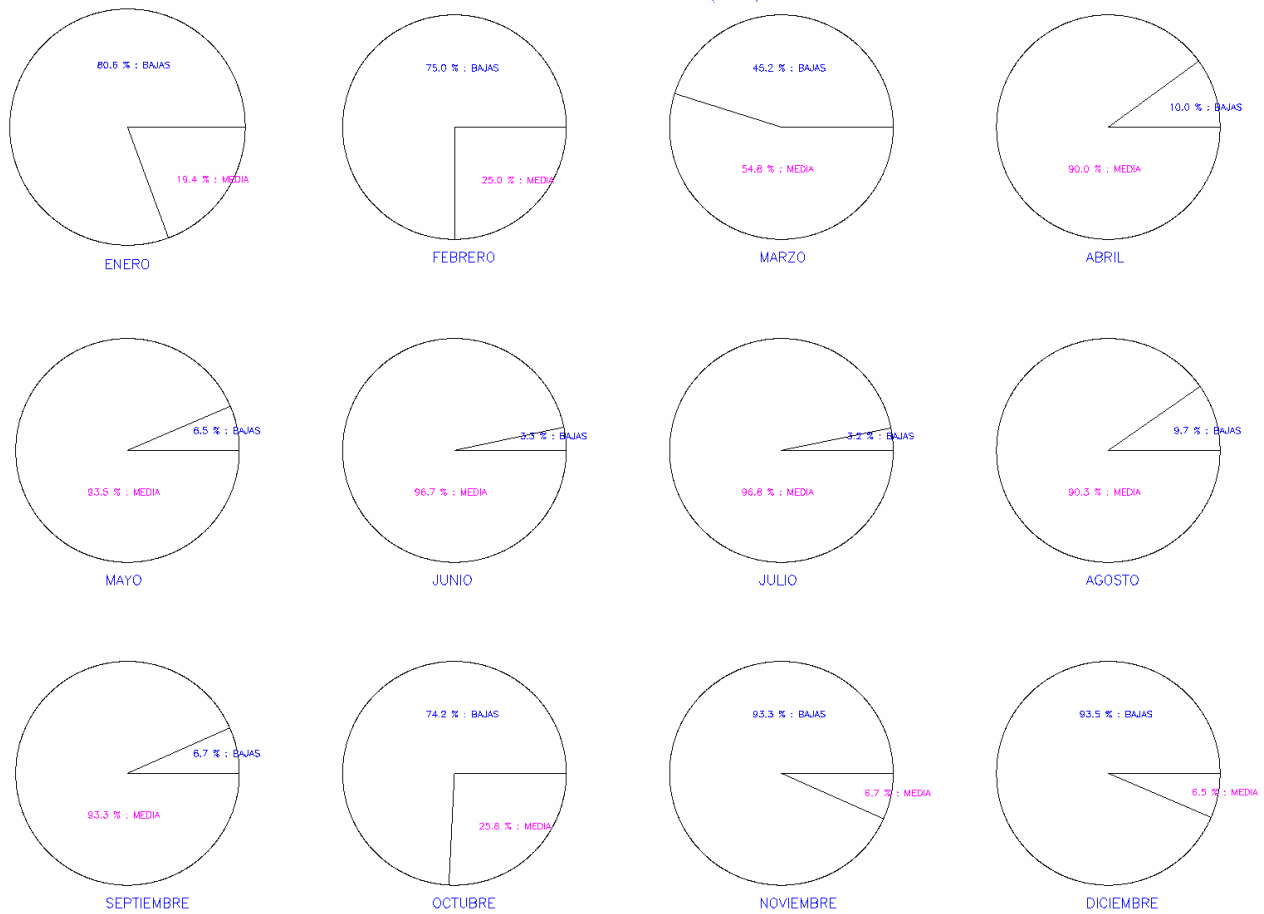 80.6 % : BAJAS
19.4 % : MEDIA
ENERO
75.0 % : BAJAS
25.0 % : MEDIA
FEBRERO
45.2 % : BAJAS
54.8 % : MEDIA
MARZO
10.0 % : BAJAS
90.0 % : MEDIA
ABRIL
6.5 % : BAJAS
93.5 % : MEDIA
MAYO
3.3 % : BAJAS
96.7 % : MEDIA
JUNIO
3.2 % : BAJAS
96.8 % : MEDIA
JULIO
9.7 % : BAJAS
90.3 % : MEDIA
AGOSTO
6.7 % : BAJAS
93.3 % : MEDIA
SEPTIEMBRE
74.2 % : BAJAS
25.8 % : MEDIA
OCTUBRE
93.3 % : BAJAS
6.7 % : MEDIA
NOVIEMBRE
93.5 % : BAJAS
6.5 % : MEDIA
DICIEMBRE